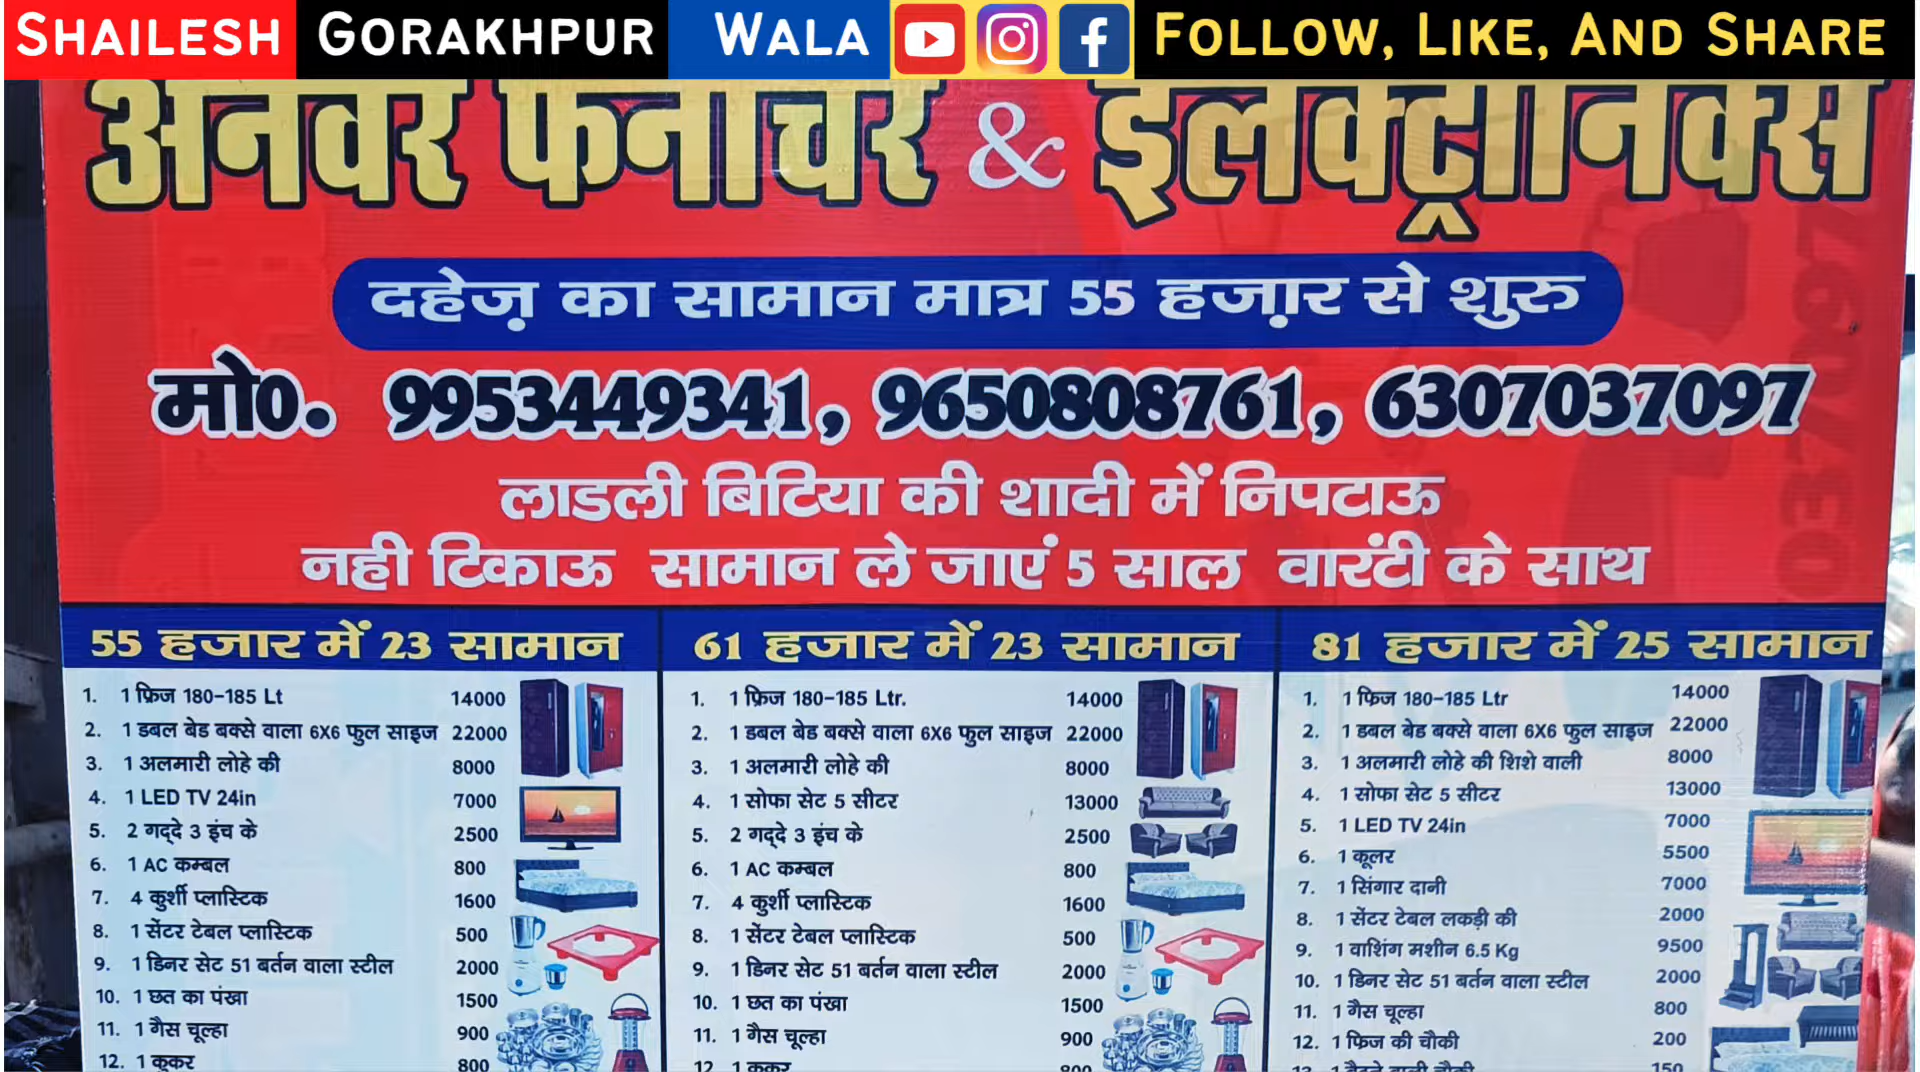 SHAILESH GORAKHPUR WALA FOLLOW, LIKE, AND SHARE
अनवर फर्नीचर & इलेक्ट्रॉनिक्स
दहेज़ का सामान मात्र 55 हज़ार से शुरु
मो0. 9953449341, 9650808761, 6307037097
लाडली बिटिया की शादी में निपटाऊ
नही टिकाऊ सामान ले जाएं 5 साल वारंटी के साथ
55 हजार में 23 सामान
1. 1 फ्रिज 180-185 Lt 14000
2. 1 डबल बेड बक्से वाला 6X6 फुल साइज 22000
3. 1 अलमारी लोहे की 8000
4. 1 LED TV 24in 7000
5. 2 गद्दे 3 इंच के 2500
6. 1 AC कम्बल 800
7. 4 कुर्शी प्लास्टिक 1600
8. 1 सेंटर टेबल प्लास्टिक 500
9. 1 डिनर सेट 51 बर्तन वाला स्टील 2000
10. 1 छत का पंखा 1500
11. 1 गैस चूल्हा 900
12. 1 कूकर 800
61 हजार में 23 सामान
1. 1 फ्रिज 180-185 Ltr. 14000
2. 1 डबल बेड बक्से वाला 6X6 फुल साइज 22000
3. 1 अलमारी लोहे की 8000
4. 1 सोफा सेट 5 सीटर 13000
5. 2 गद्दे 3 इंच के 2500
6. 1 AC कम्बल 800
7. 4 कुर्शी प्लास्टिक 1600
8. 1 सेंटर टेबल प्लास्टिक 500
9. 1 डिनर सेट 51 बर्तन वाला स्टील 2000
10. 1 छत का पंखा 1500
11. 1 गैस चूल्हा 900
12. 1 कूकर 800
81 हजार में 25 सामान
1. 1 फ्रिज 180-185 Ltr 14000
2. 1 डबल बेड बक्से वाला 6X6 फुल साइज 22000
3. 1 अलमारी लोहे की शिशे वाली 8000
4. 1 सोफा सेट 5 सीटर 13000
5. 1 LED TV 24in 7000
6. 1 कूलर 5500
7. 1 सिंगार दानी 7000
8. 1 सेंटर टेबल लकड़ी की 2000
9. 1 वाशिंग मशीन 6.5 Kg 9500
10. 1 डिनर सेट 51 बर्तन वाला स्टील 2000
11. 1 गैस चूल्हा 800
12. 1 फ्रिज की चौकी 200
13. 1 बैठने वाली चौकी 150